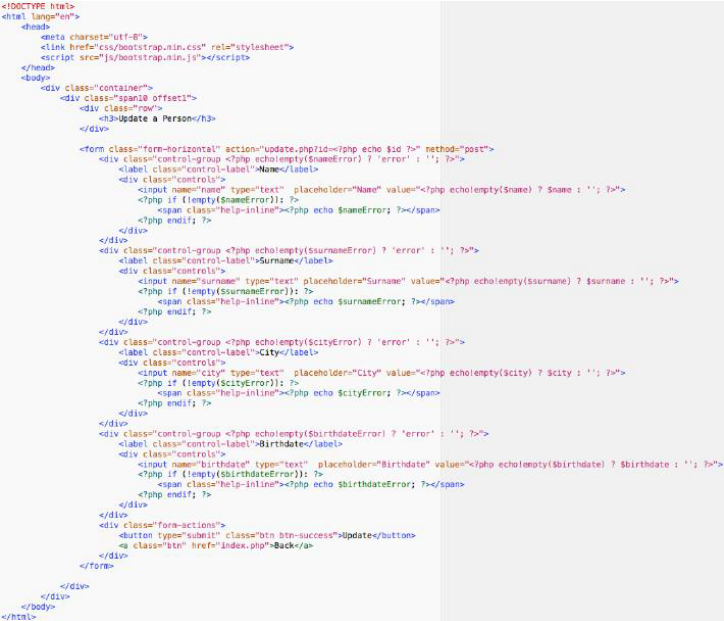 <!DOCTYPE html>
<html lang="en">
<head>
<meta charset="utf-8">
<link href="css/bootstrap.min.css" rel="stylesheet">
<script src="js/bootstrap.min.js"></script>
</head>
<body>
<div class="container">
<div class="span10 offset1">
<div class="row">
<h3>Update a Person</h3>
</div>
<form class="form-horizontal" action="update.php?id=<?php echo $id ?>" method="post">
<div class="control-group <?php echo!empty($nameError) ? 'error' : ''; ?>">
<label class="control-label">Name</label>
<div class="controls">
<input name="name" type="text"  placeholder="Name" value="<?php echo!empty($name) ? $name : ''; ?>">
<?php if (!empty($nameError)): ?>
<span class="help-inline"><?php echo $nameError; ?></span>
<?php endif; ?>
</div>
</div>
<div class="control-group <?php echo!empty($surnameError) ? 'error' : ''; ?>">
<label class="control-label">Surname</label>
<div class="controls">
<input name="surname" type="text" placeholder="Surname" value="<?php echo!empty($surname) ? $surname : ''; ?>">
<?php if (!empty($surnameError)): ?>
<span class="help-inline"><?php echo $surnameError; ?></span>
<?php endif; ?>
</div>
</div>
<div class="control-group <?php echo!empty($cityError) ? 'error' : ''; ?>">
<label class="control-label">City</label>
<div class="controls">
<input name="city" type="text"  placeholder="City" value="<?php echo!empty($city) ? $city : ''; ?>">
<?php if (!empty($cityError)): ?>
<span class="help-inline"><?php echo $cityError; ?></span>
<?php endif; ?>
</div>
</div>
<div class="control-group <?php echo!empty($birthdateError) ? 'error' : ''; ?>">
<label class="control-label">Birthdate</label>
<div class="controls">
<input name="birthdate" type="text"  placeholder="Birthdate" value="<?php echo!empty($birthdate) ? $birthdate : ''; ?>">
<?php if (!empty($birthdateError)): ?>
<span class="help-inline"><?php echo $birthdateError; ?></span>
<?php endif; ?>
</div>
</div>
<div class="form-actions">
<button type="submit" class="btn btn-success">Update</button>
<a class="btn" href="index.php">Back</a>
</div>
</form>
</div>
</div>
</body>
</html>